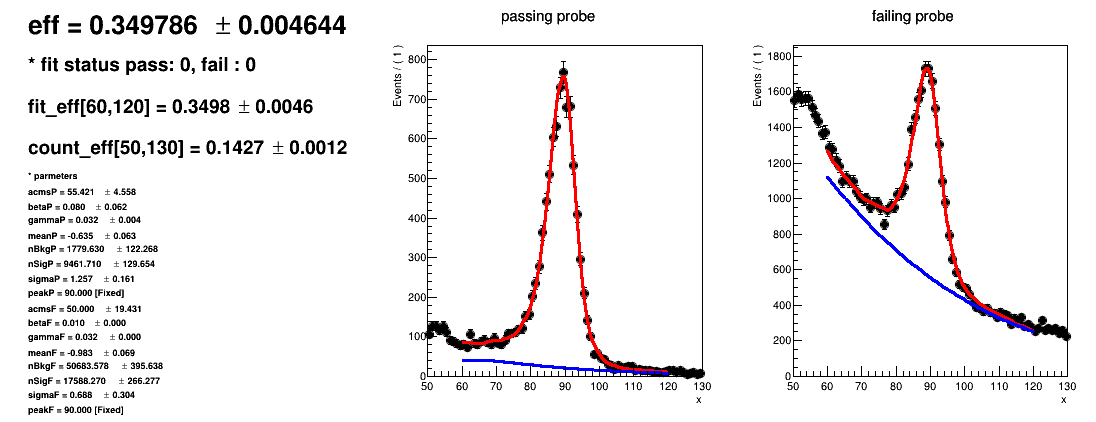 eff = 0.349786 ± 0.004644
* fit status pass: 0, fail : 0
fit_eff[60,120] = 0.3498 ± 0.0046
count_eff[50,130] = 0.1427 ± 0.0012
* parmeters
acmsP = 55.421 ± 4.558
betaP = 0.080 ± 0.062
gammaP = 0.032 ± 0.004
meanP = -0.635 ± 0.063
nBkgP = 1779.630 ± 122.268
nSigP = 9461.710 ± 129.654
sigmaP = 1.257 ± 0.161
peakP = 90.000 [Fixed]
acmsF = 50.000 ± 19.431
betaF = 0.010 ± 0.000
gammaF = 0.032 ± 0.000
meanF = -0.983 ± 0.069
nBkgF = 50683.578 ± 395.638
nSigF = 17588.270 ± 266.277
sigmaF = 0.688 ± 0.304
peakF = 90.000 [Fixed]
passing probe
Events / ( 1 )
800
700
600
500
400
300
200
100
0
50 60 70 80 90 100 110 120 130
x
failing probe
Events / ( 1 )
1800
1600
1400
1200
1000
800
600
400
200
0
50 60 70 80 90 100 110 120 130
x